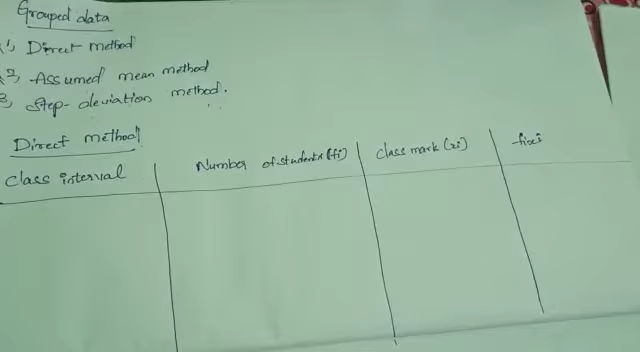 Grouped data
1) Direct method
2) Assumed mean method
3) Step-deviation method.
Direct method
Class interval Number of students (fi) class mark (xi) fixi